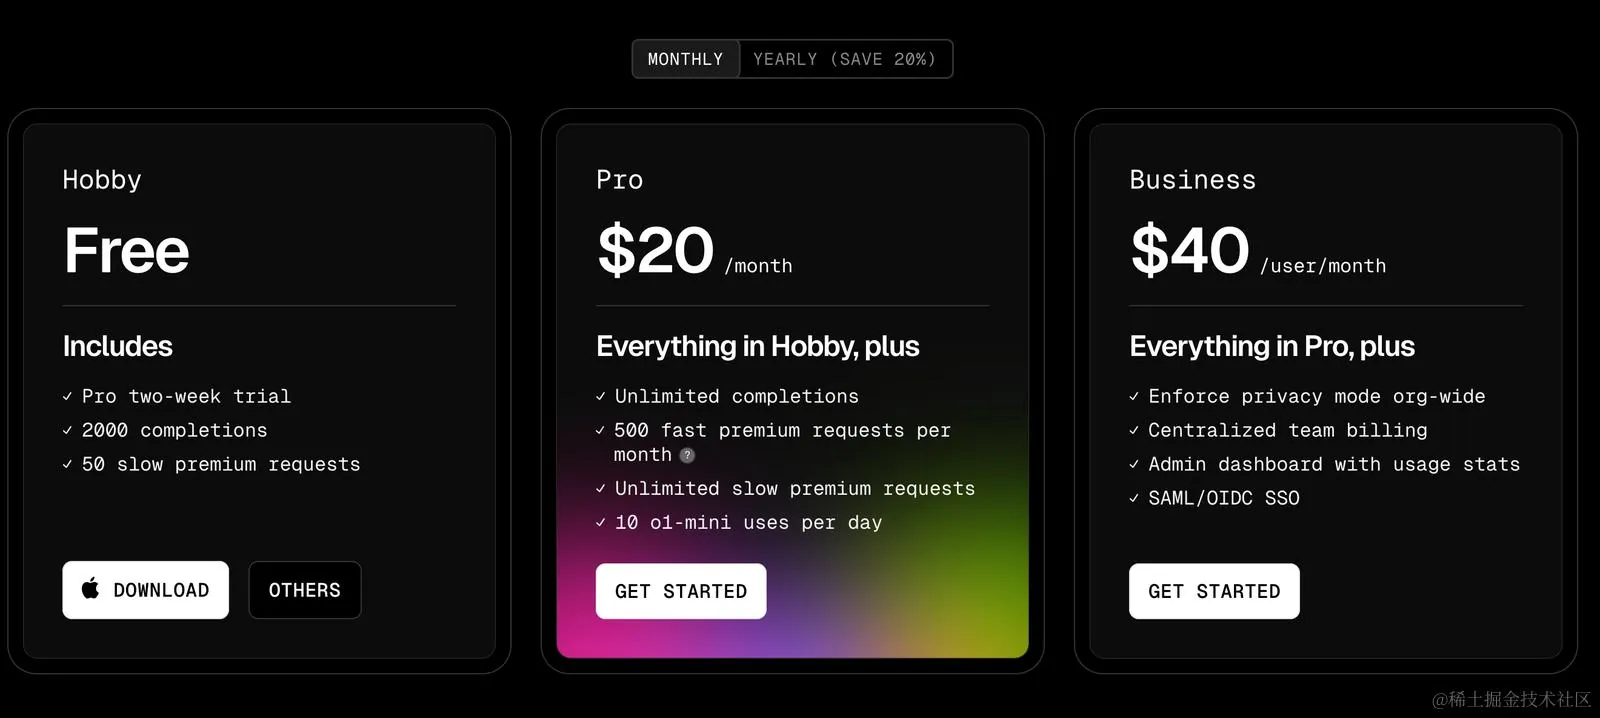 MONTHLY YEARLY (SAVE 20%)
Hobby
Free
Includes
✓ Pro two-week trial
✓ 2000 completions
✓ 50 slow premium requests
DOWNLOAD OTHERS
Pro
$20 /month
Everything in Hobby, plus
✓ Unlimited completions
✓ 500 fast premium requests per
month ?
✓ Unlimited slow premium requests
✓ 10 o1-mini uses per day
GET STARTED
Business
$40 /user/month
Everything in Pro, plus
✓ Enforce privacy mode org-wide
✓ Centralized team billing
✓ Admin dashboard with usage stats
✓ SAML/OIDC SSO
GET STARTED
@稀土掘金技术社区